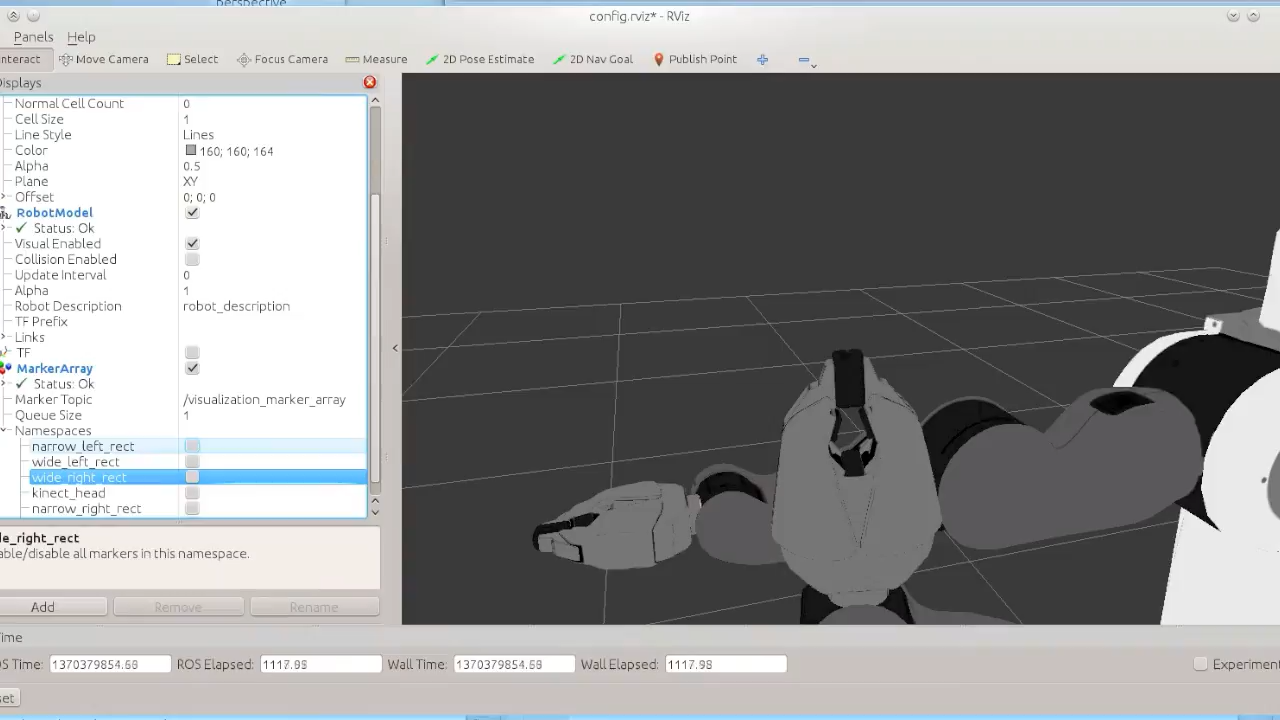 perspective
config.rviz* - RViz
Panels Help
nteract Move Camera Select Focus Camera Measure 2D Pose Estimate 2D Nav Goal Publish Point
isplays
Normal Cell Count 0
Cell Size 1
Line Style Lines
Color 160; 160; 164
Alpha 0.5
Plane XY
Offset 0; 0; 0
RobotModel
Status: Ok
Visual Enabled
Collision Enabled
Update Interval 0
Alpha 1
Robot Description robot_description
TF Prefix
Links
TF
MarkerArray
Status: Ok
Marker Topic /visualization_marker_array
Queue Size 1
Namespaces
narrow_left_rect
wide_left_rect
wide_right_rect
kinect_head
narrow_right_rect
de_right_rect
able/disable all markers in this namespace.
Add Remove Rename
ime
OS Time: 1370379854.68 ROS Elapsed: 1117.98 Wall Time: 1370379854.68 Wall Elapsed: 1117.98 Experiment
set